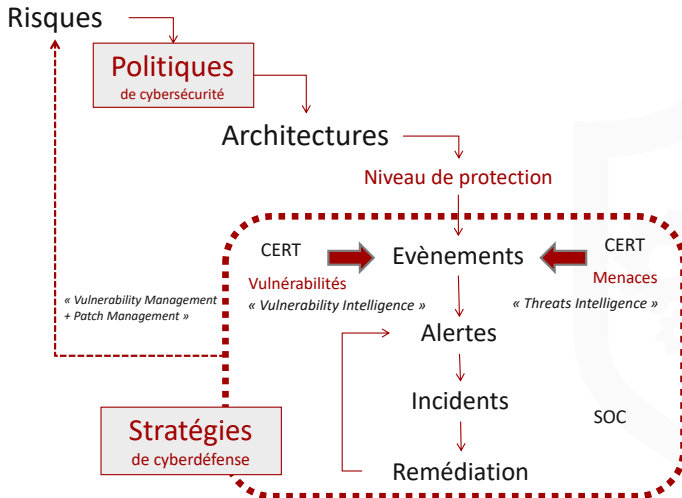 Risques
Politiques
de cybersécurité
Architectures
Niveau de protection
CERT
Evènements
CERT
Vulnérabilités
Menaces
« Vulnerability Management
+ Patch Management »
« Vulnerability Intelligence »
« Threats Intelligence »
Alertes
Incidents
SOC
Stratégies
de cyberdéfense
Remédiation